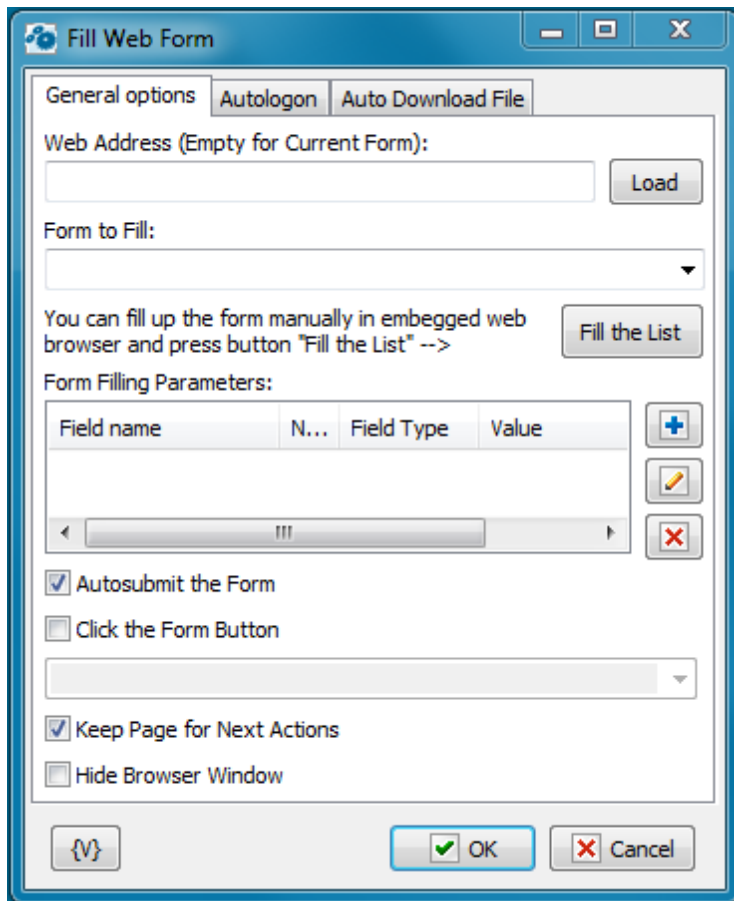 Fill Web Form
General options Autologon Auto Download File
Web Address (Empty for Current Form):
Load
Form to Fill:
You can fill up the form manually in embegged web
browser and press button "Fill the List" -->
Fill the List
Form Filling Parameters:
Field name N... Field Type Value
Autosubmit the Form
Click the Form Button
Keep Page for Next Actions
Hide Browser Window
{V} OK Cancel